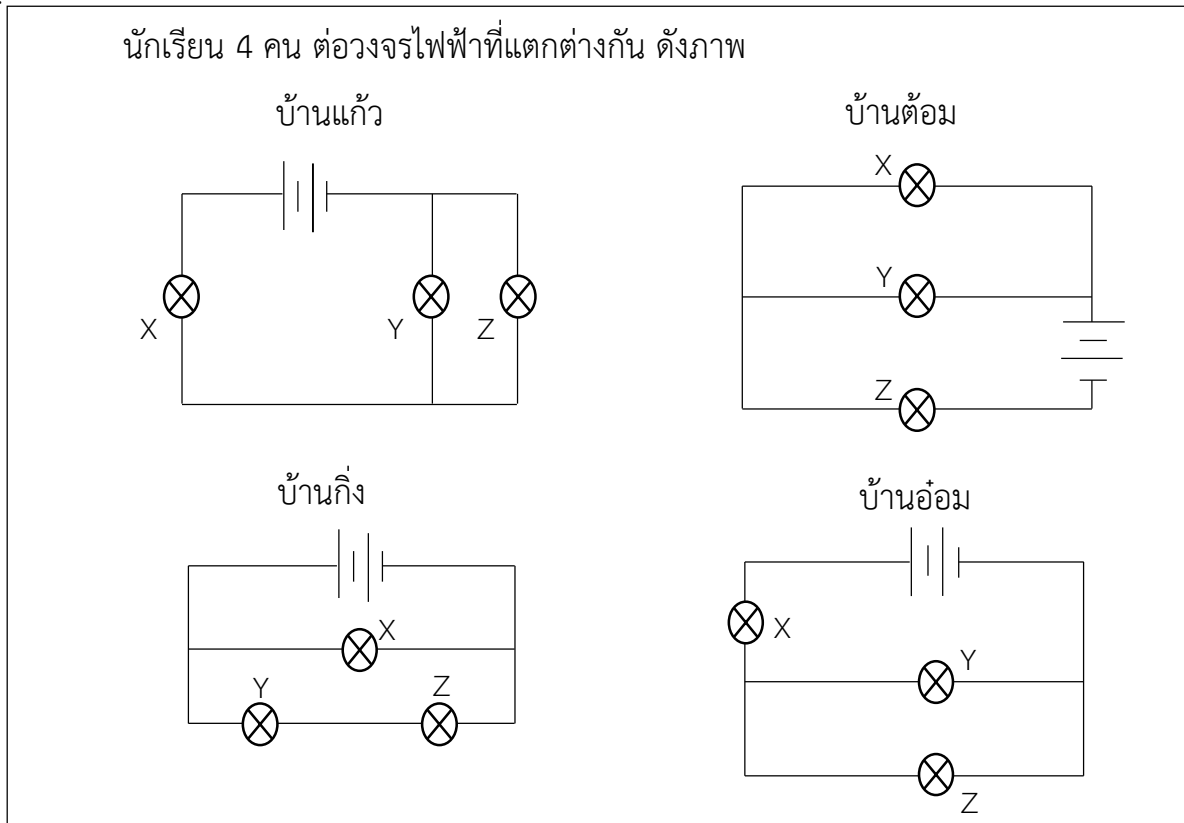 นักเรียน 4 คน ต่อวงจรไฟฟ้าที่แตกต่างกัน ดังภาพ
บ้านแก้ว
X
Y
Z
บ้านต้อม
X
Y
Z
บ้านกิ่ง
X
Y
Z
บ้านอ๋อม
X
Y
Z